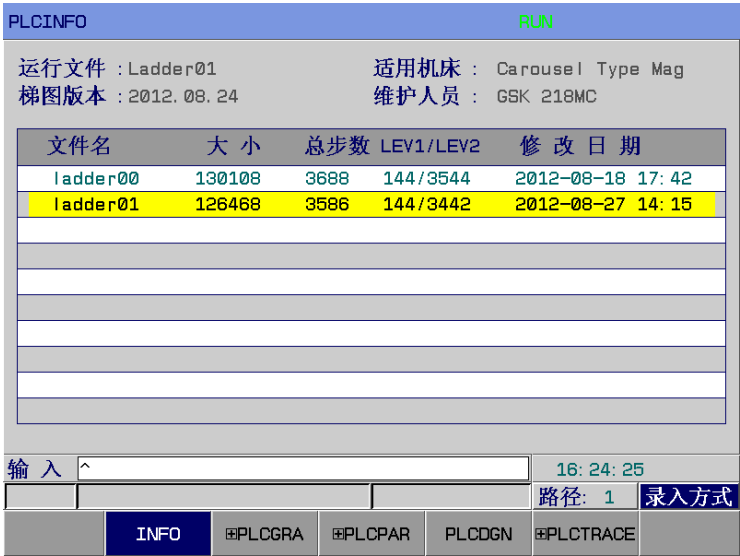 PLCINFO RUN
运行文件 :Ladder01 适用机床 : Carousel Type Mag
梯图版本 :2012.08.24 维护人员 : GSK 218MC
文件名 大 小 总步数 LEV1/LEV2 修 改 日 期
ladder00 130108 3688 144/3544 2012-08-18 17:42
ladder01 126468 3586 144/3442 2012-08-27 14:15
输 入 ^ 16:24:25
路径: 1 录入方式
INFO ⊞PLCGRA ⊞PLCPAR PLCDGN ⊞PLCTRACE